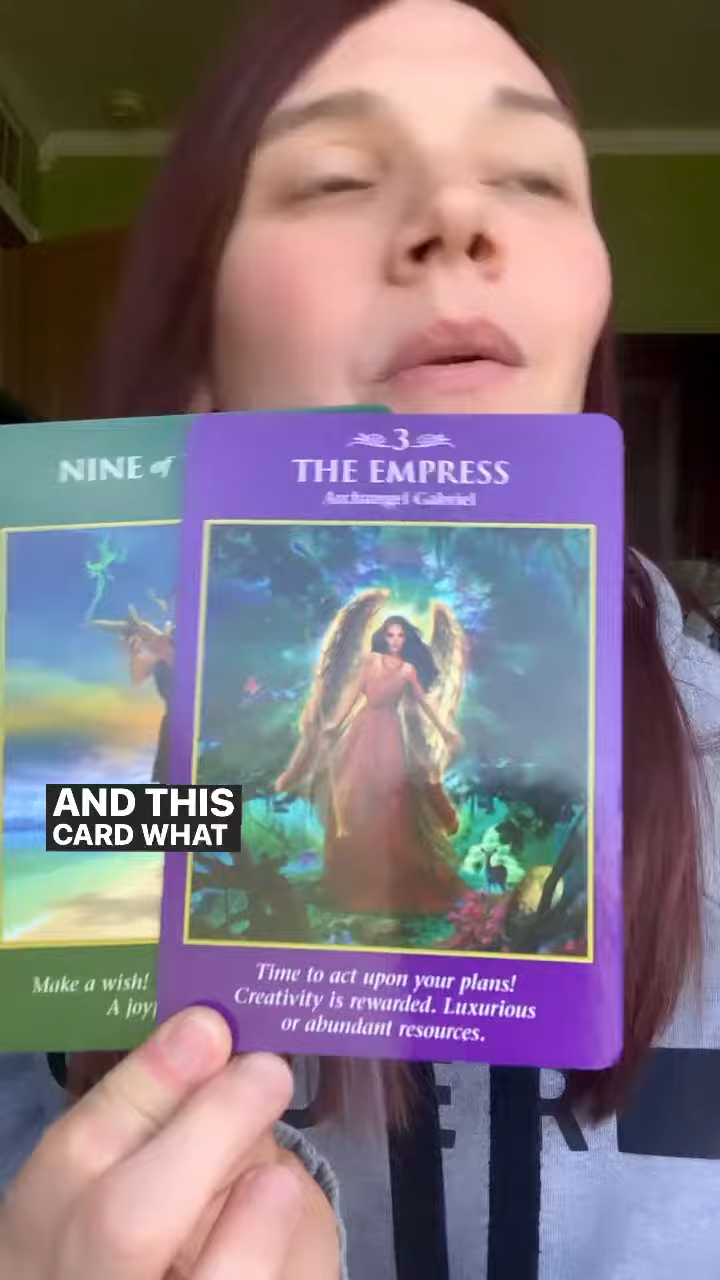 NINE of
3
THE EMPRESS
Archangel Gabriel
AND THIS
CARD WHAT
Make a wish!
A joy
Time to act upon your plans!
Creativity is rewarded. Luxurious
or abundant resources.